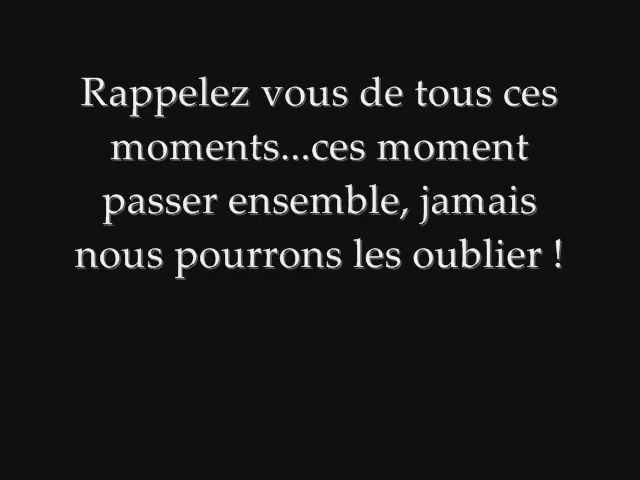 Rappelez vous de tous ces
moments...ces moment
passer ensemble, jamais
nous pourrons les oublier !